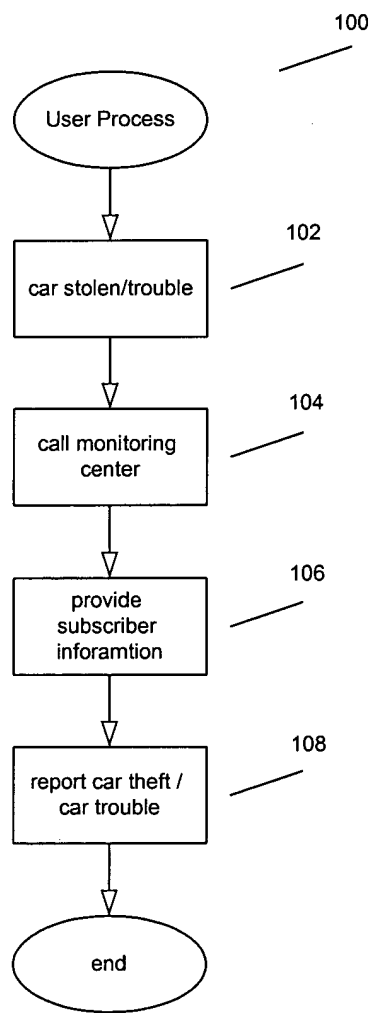 100
User Process
102
car stolen/trouble
104
call monitoring
center
106
provide
subscriber
inforamtion
108
report car theft /
car trouble
end